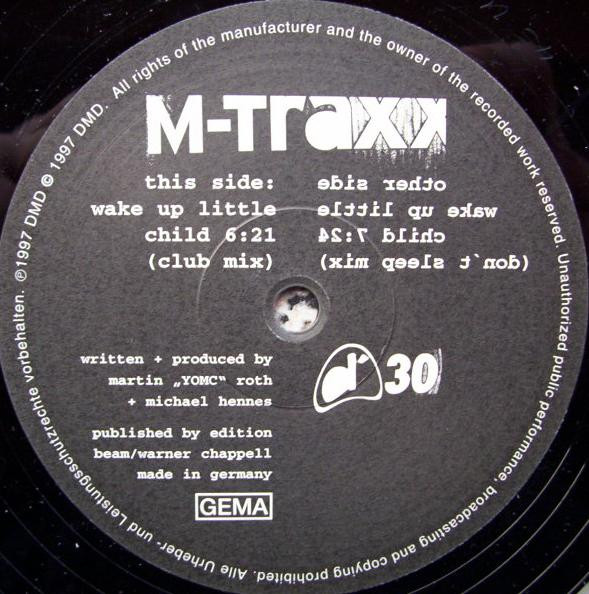 ℗1997 DMD © 1997 DMD. All rights of the manufacturer and the owner of the recorded work reserved. Unauthorized public performance, broadcasting and copying prohibited. Alle Urheber- und Leistungsschutzrechte vorbehalten.
M-Traxx
this side:
wake up little
child 6:21
(club mix)
other side
wake up little
child 7:24
(don´t sleep mix)
written + produced by
martin „YOMC" roth
+ michael hennes
d´30
published by edition
beam/warner chappell
made in germany
GEMA